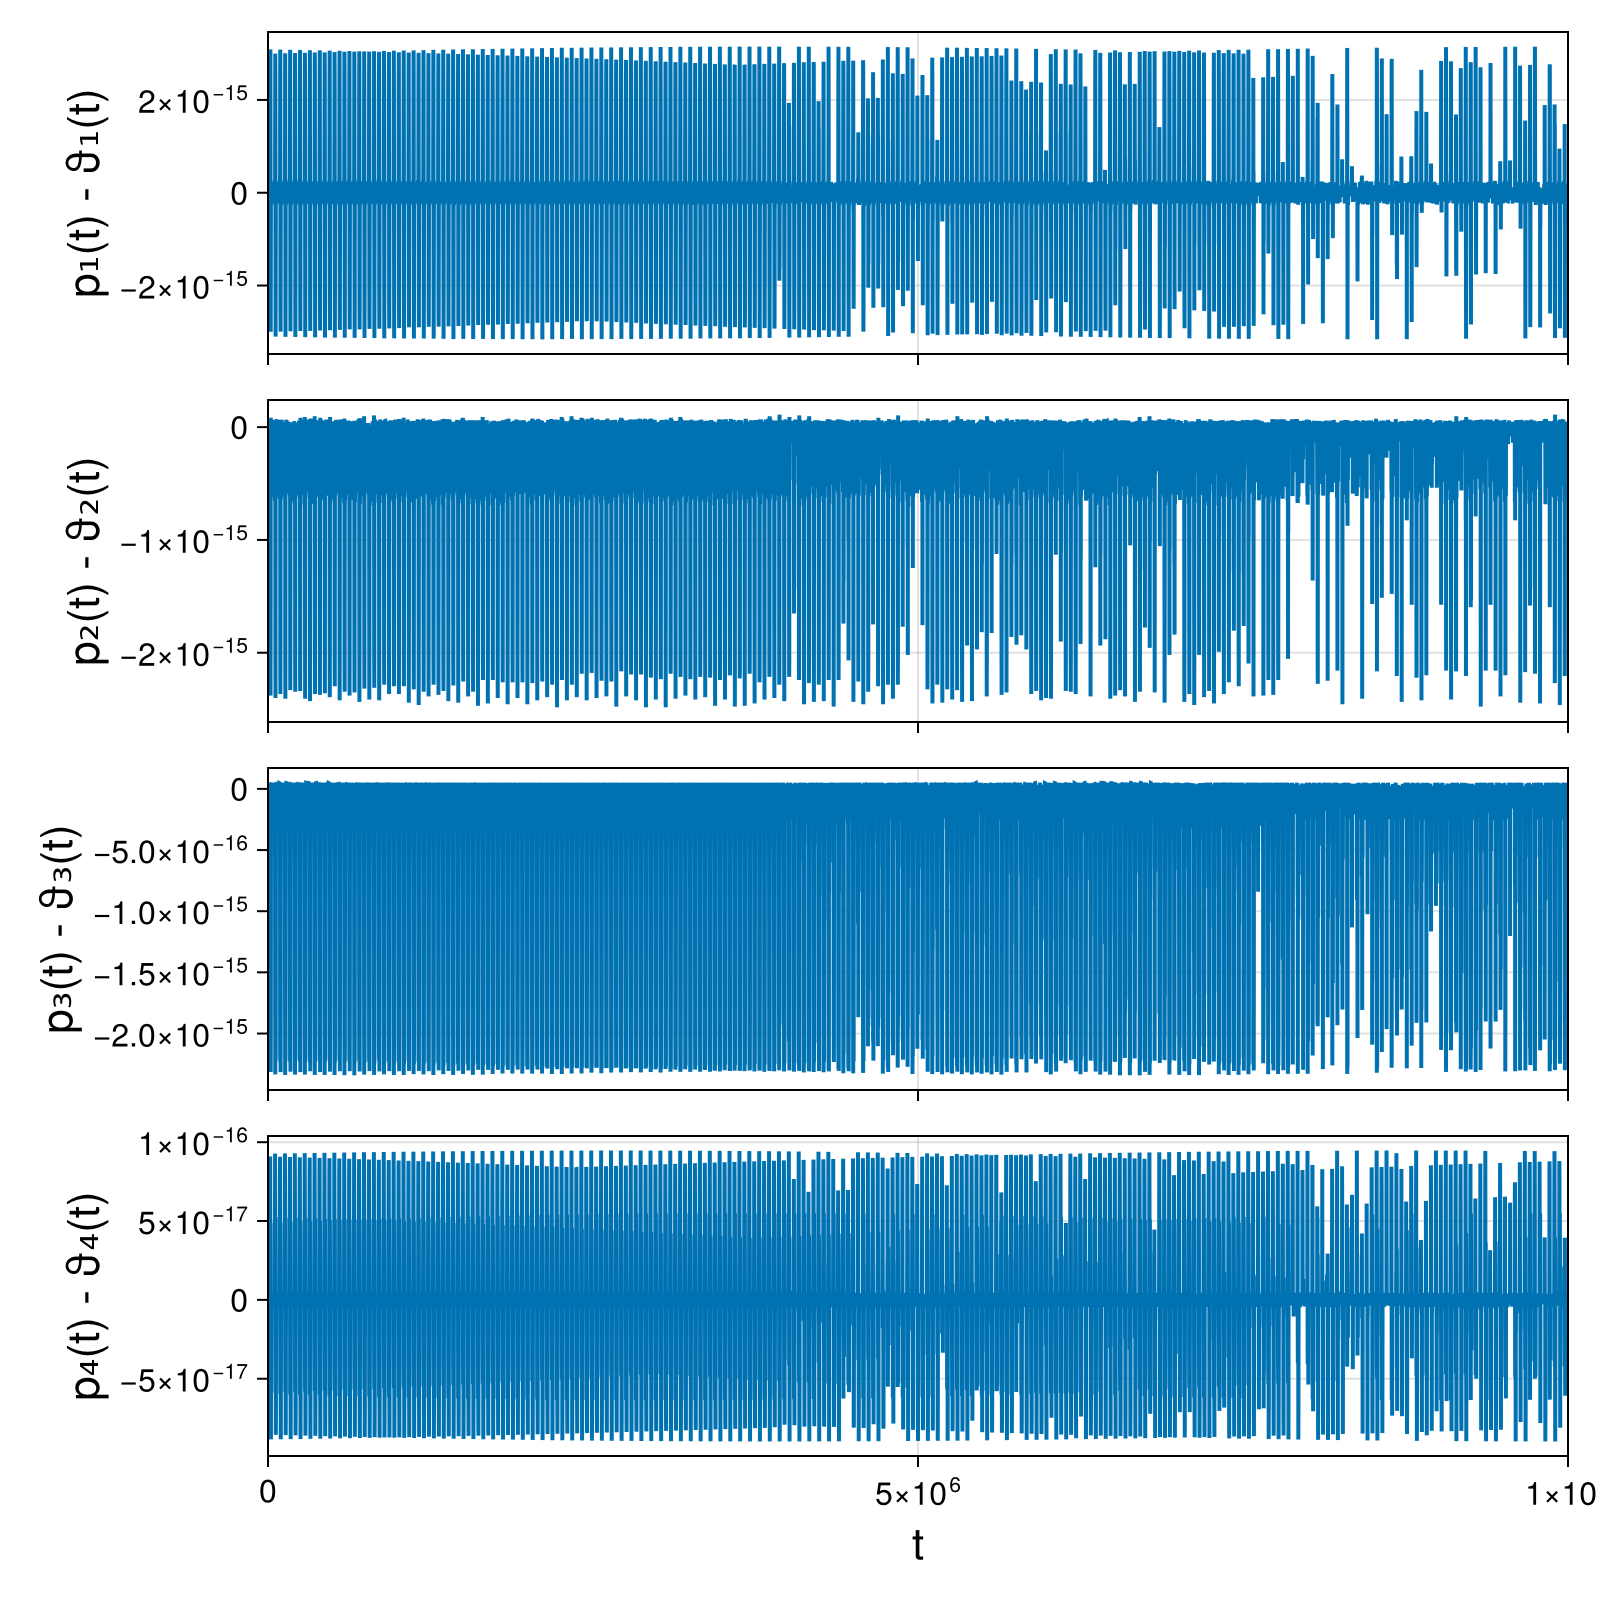 p₁(t) - ϑ₁(t)
2×10⁻¹⁵
0
−2×10⁻¹⁵
p₂(t) - ϑ₂(t)
0
−1×10⁻¹⁵
−2×10⁻¹⁵
p₃(t) - ϑ₃(t)
0
−5.0×10⁻¹⁶
−1.0×10⁻¹⁵
−1.5×10⁻¹⁵
−2.0×10⁻¹⁵
p₄(t) - ϑ₄(t)
1×10⁻¹⁶
5×10⁻¹⁷
0
−5×10⁻¹⁷
0 5×10⁶ 1×10
t